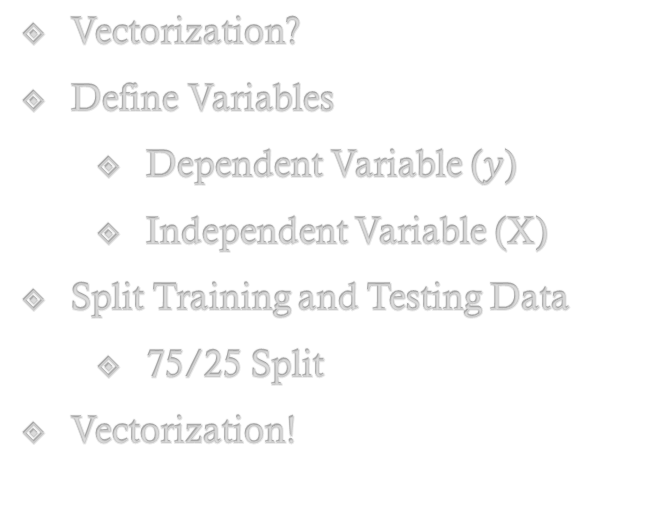 Vectorization?
Define Variables
Dependent Variable (y)
Independent Variable (X)
Split Training and Testing Data
75/25 Split
Vectorization!